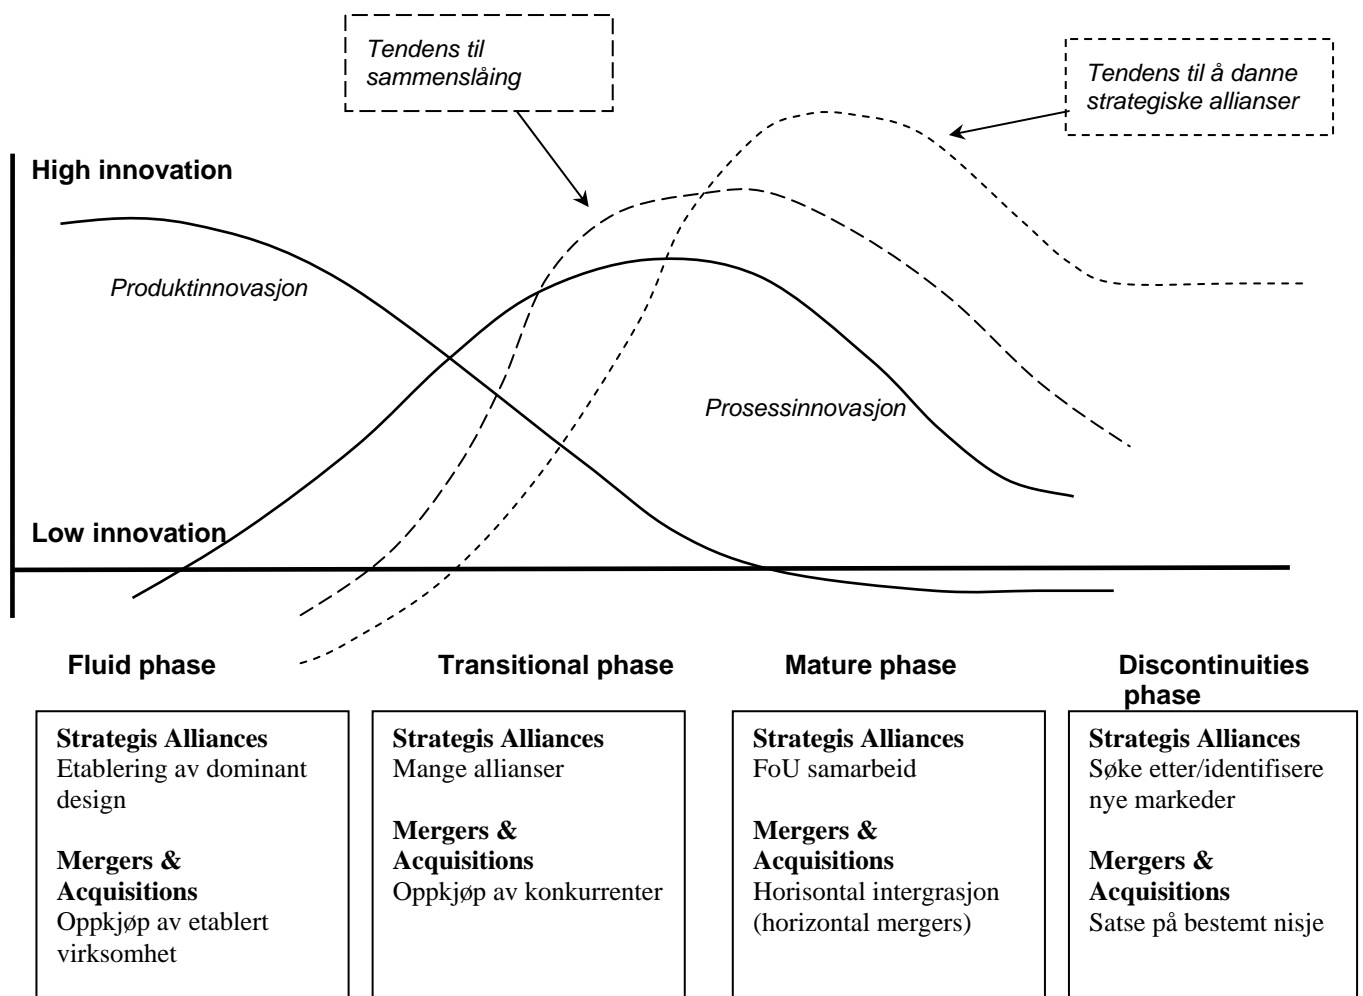 Tendens til
sammenslåing
Tendens til å danne
strategiske allianser
High innovation
Produktinnovasjon
Prosessinnovasjon
Low innovation
Fluid phase
Transitional phase
Mature phase
Discontinuities
phase
Strategis Alliances
Etablering av dominant
design
Mergers &
Acquisitions
Oppkjøp av etablert
virksomhet
Strategis Alliances
Mange allianser
Mergers &
Acquisitions
Oppkjøp av konkurrenter
Strategis Alliances
FoU samarbeid
Mergers &
Acquisitions
Horisontal intergrasjon
(horizontal mergers)
Strategis Alliances
Søke etter/identifisere
nye markeder
Mergers &
Acquisitions
Satse på bestemt nisje